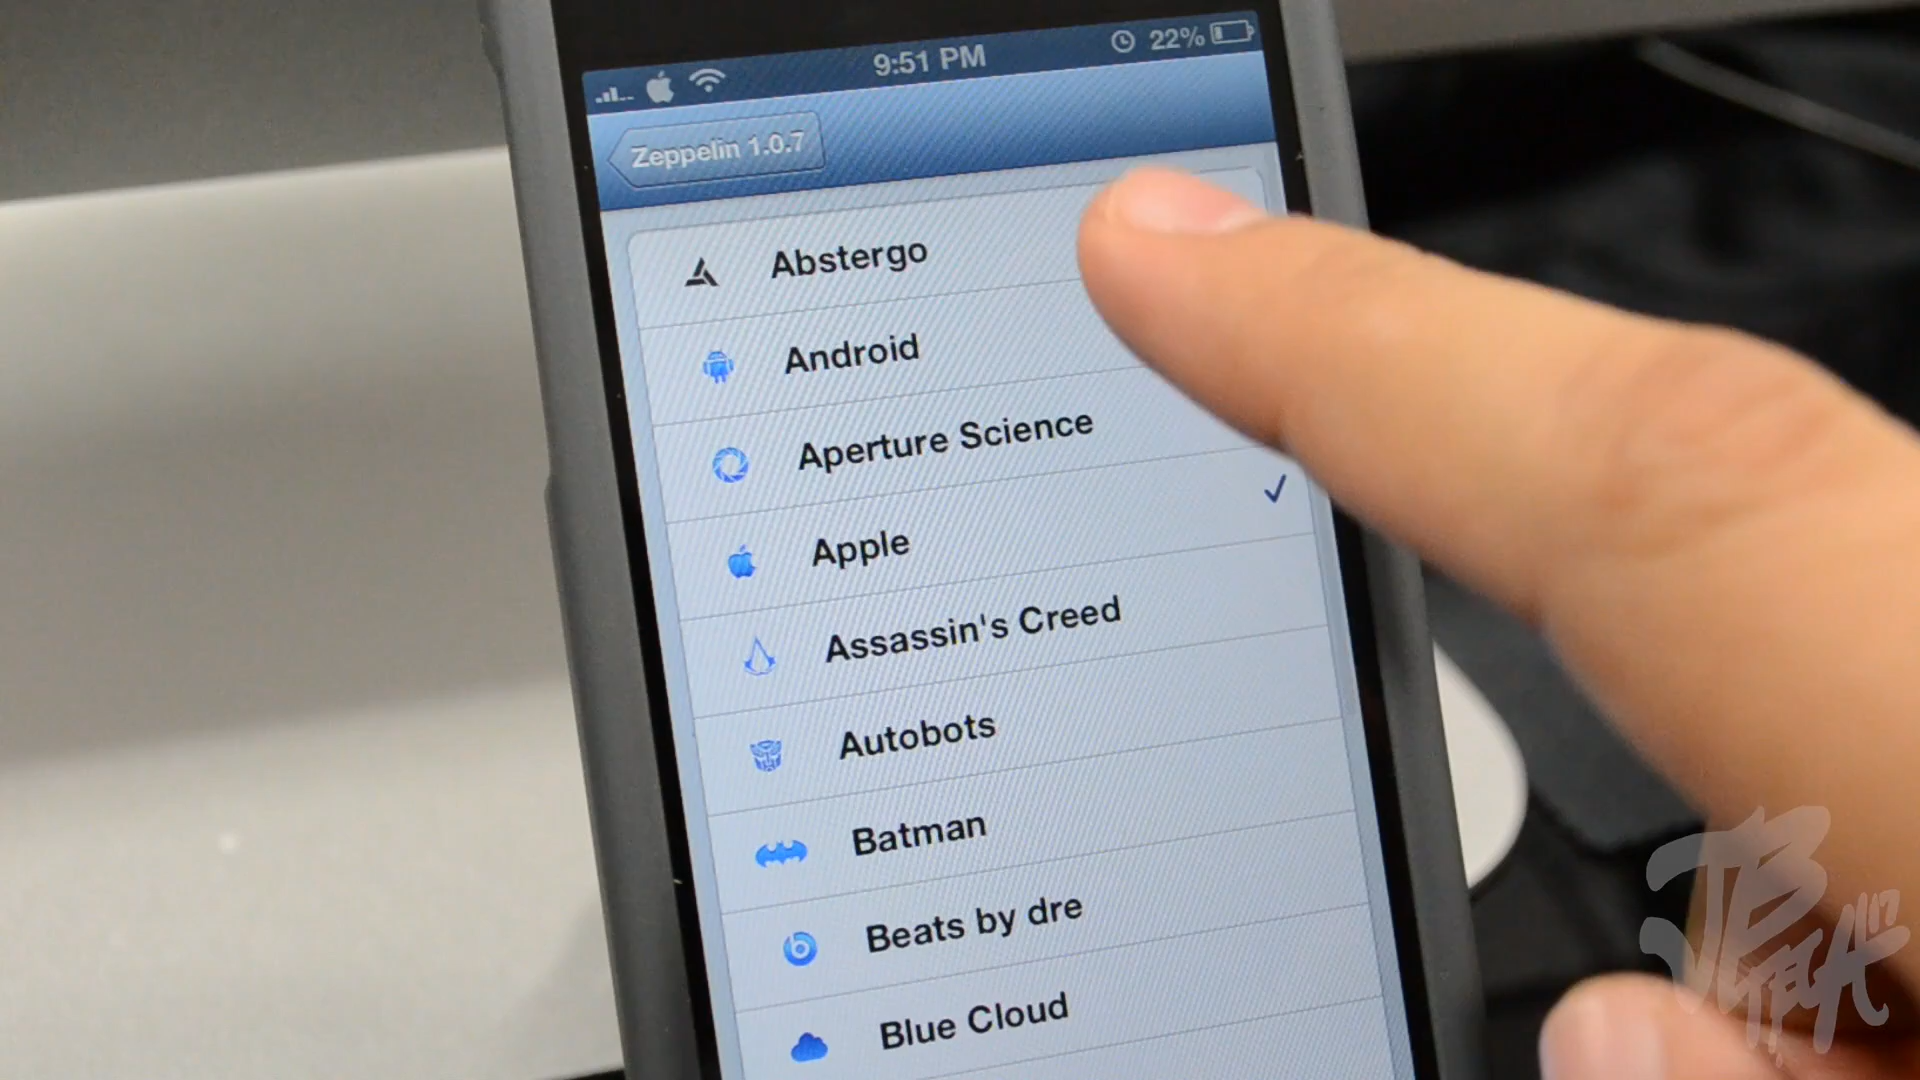 9:51 PM
22%
Zeppelin 1.0.7
Abstergo
Android
Aperture Science
Apple
Assassin's Creed
Autobots
Batman
Beats by dre
Blue Cloud